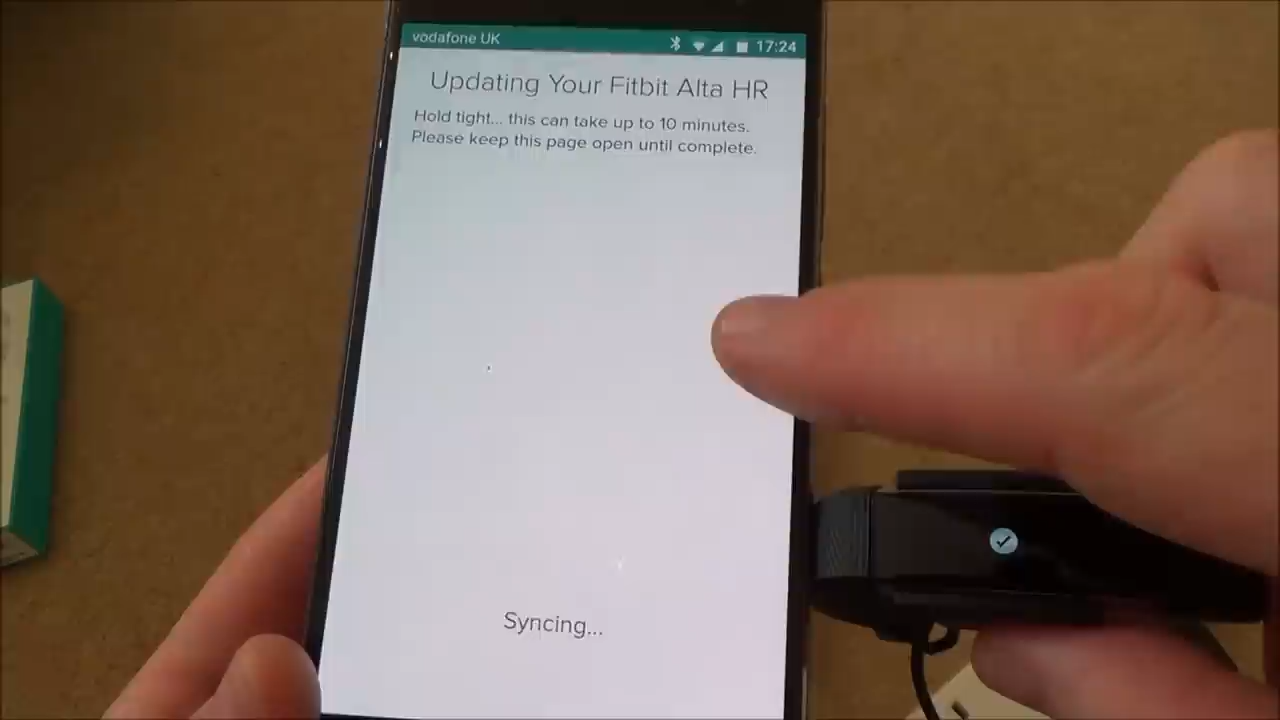 vodafone UK 17:24
Updating Your Fitbit Alta HR
Hold tight... this can take up to 10 minutes.
Please keep this page open until complete.
Syncing...